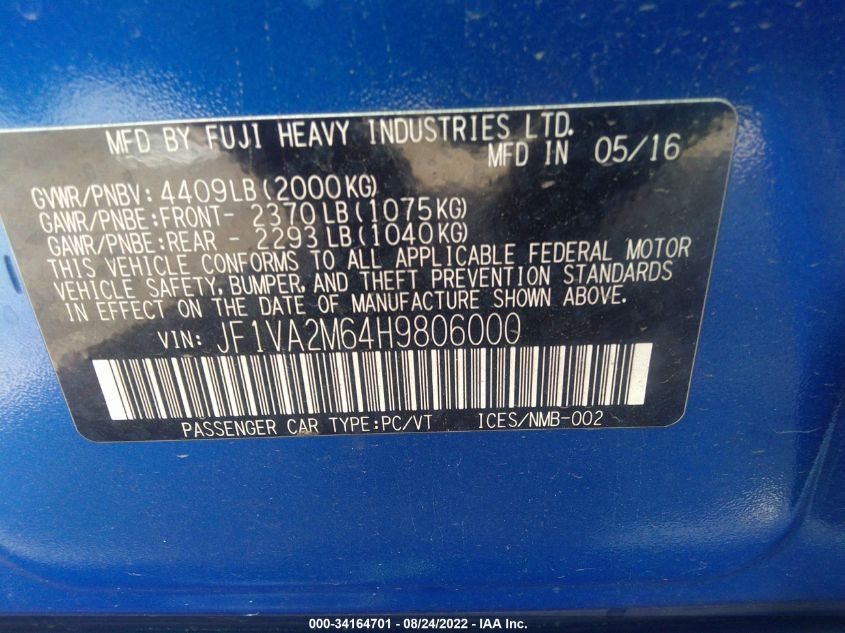 MFD BY FUJI HEAVY INDUSTRIES LTD.
MFD IN 05/16
GVWR/PNBV: 4409LB(2000KG)
GAWR/PNBE:FRONT- 2370LB(1075KG)
GAWR/PNBE:REAR - 2293LB(1040KG)
THIS VEHICLE CONFORMS TO ALL APPLICABLE FEDERAL MOTOR
VEHICLE SAFETY, BUMPER, AND THEFT PREVENTION STANDARDS
IN EFFECT ON THE DATE OF MANUFACTURE SHOWN ABOVE.
VIN: JF1VA2M64H9806000
PASSENGER CAR TYPE:PC/VT ICES/NMB-002
000-34164701 - 08/24/2022 - IAA Inc.